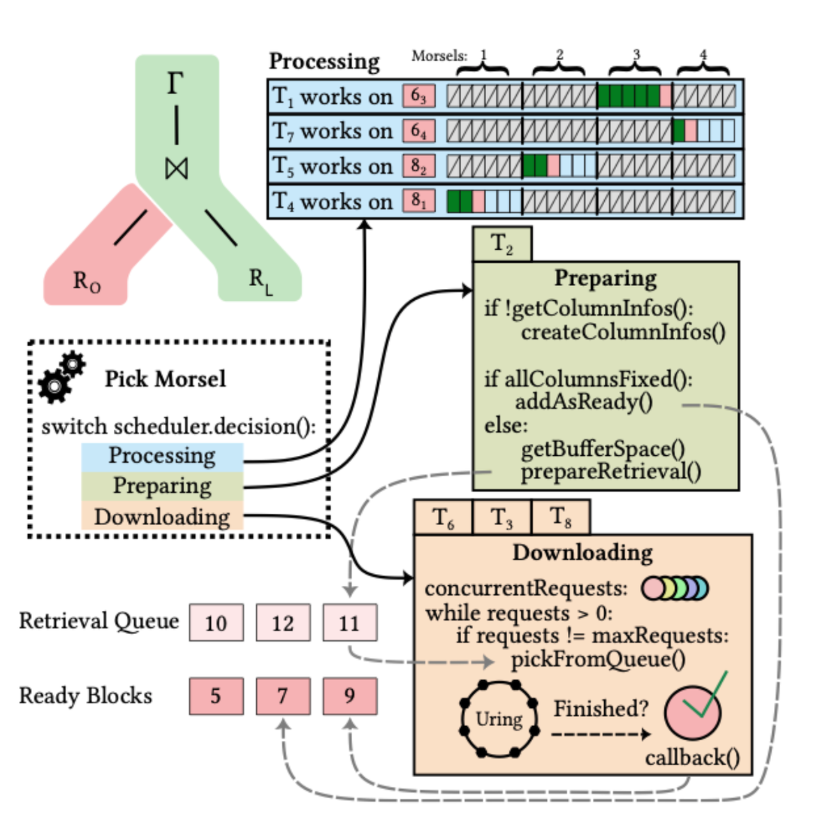 Γ
⋈
R_O
R_L
Processing
Morsels: 1 2 3 4
T_1 works on 6_3
T_7 works on 6_4
T_5 works on 8_2
T_4 works on 8_1
T_2
Preparing
if !getColumnInfos():
createColumnInfos()
if allColumnsFixed():
addAsReady()
else:
getBufferSpace()
prepareRetrieval()
Pick Morsel
switch scheduler.decision():
Processing
Preparing
Downloading
T_6 T_3 T_8
Downloading
concurrentRequests:
while requests > 0:
if requests != maxRequests:
pickFromQueue()
Uring
Finished?
callback()
Retrieval Queue 10 12 11
Ready Blocks 5 7 9